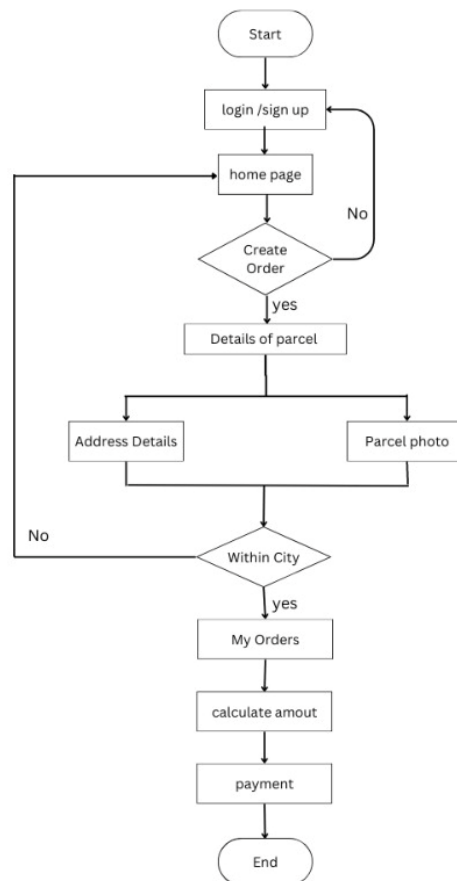 Start
login /sign up
home page
No
Create
Order
yes
Details of parcel
Address Details
Parcel photo
No
Within City
yes
My Orders
calculate amout
payment
End